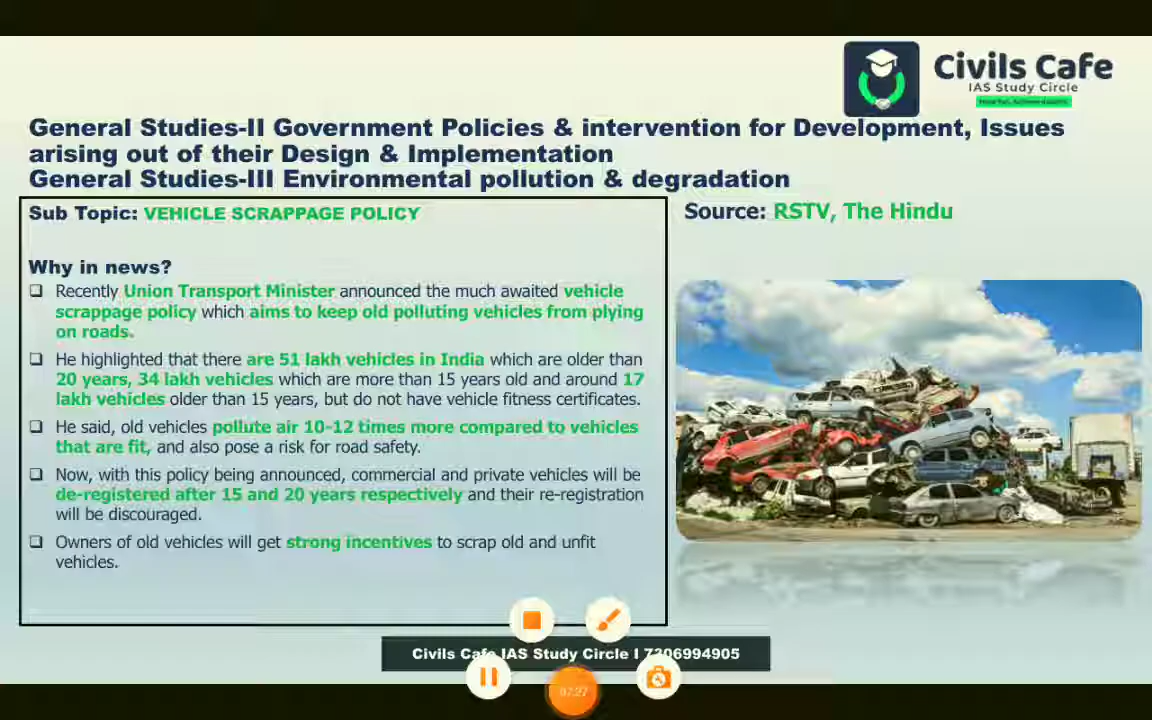 Civils Cafe
IAS Study Circle
General Studies-II Government Policies & intervention for Development, Issues
arising out of their Design & Implementation
General Studies-III Environmental pollution & degradation
Sub Topic: VEHICLE SCRAPPAGE POLICY
Source: RSTV, The Hindu
Why in news?
Recently Union Transport Minister announced the much awaited vehicle
scrappage policy which aims to keep old polluting vehicles from plying
on roads.
He highlighted that there are 51 lakh vehicles in India which are older than
20 years, 34 lakh vehicles which are more than 15 years old and around 17
lakh vehicles older than 15 years, but do not have vehicle fitness certificates.
He said, old vehicles pollute air 10-12 times more compared to vehicles
that are fit, and also pose a risk for road safety.
Now, with this policy being announced, commercial and private vehicles will be
de-registered after 15 and 20 years respectively and their re-registration
will be discouraged.
Owners of old vehicles will get strong incentives to scrap old and unfit
vehicles.
Civils Cafe IAS Study Circle I 7206994905
07:27